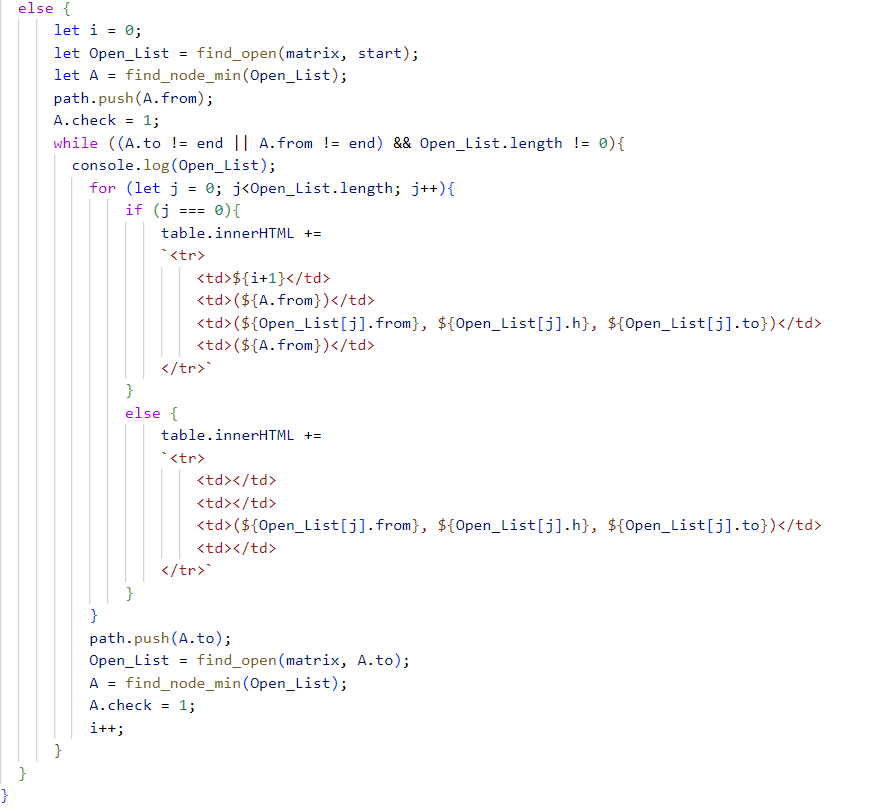 else {
let i = 0;
let Open_List = find_open(matrix, start);
let A = find_node_min(Open_List);
path.push(A.from);
A.check = 1;
while ((A.to != end || A.from != end) && Open_List.length != 0){
console.log(Open_List);
for (let j = 0; j<Open_List.length; j++){
if (j === 0){
table.innerHTML +=
`<tr>
<td>${i+1}</td>
<td>(${A.from})</td>
<td>(${Open_List[j].from}, ${Open_List[j].h}, ${Open_List[j].to})</td>
<td>(${A.from})</td>
</tr>`
}
else {
table.innerHTML +=
`<tr>
<td></td>
<td></td>
<td>(${Open_List[j].from}, ${Open_List[j].h}, ${Open_List[j].to})</td>
<td></td>
</tr>`
}
}
path.push(A.to);
Open_List = find_open(matrix, A.to);
A = find_node_min(Open_List);
A.check = 1;
i++;
}
}
}